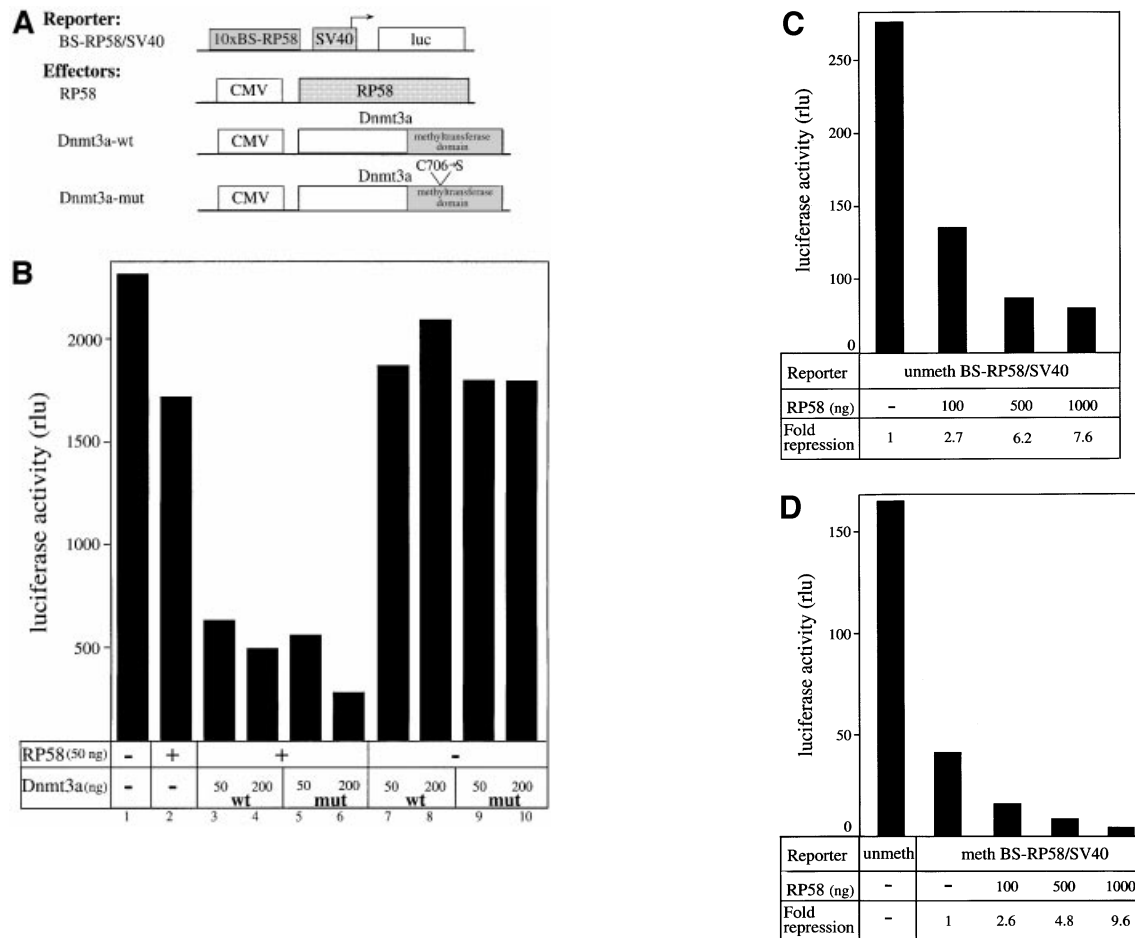 A
Reporter:
BS-RP58/SV40
10xBS-RP58 SV40 luc
Effectors:
RP58
CMV RP58
Dnmt3a
Dnmt3a-wt
CMV methyltransferase domain
C706→S
Dnmt3a
Dnmt3a-mut
CMV methyltransferase domain
B
luciferase activity (rlu)
2000
1500
1000
500
RP58 (50 ng) - + + -
Dnmt3a (ng) - - 50 200 50 200 50 200 50 200
wt mut wt mut
1 2 3 4 5 6 7 8 9 10
C
luciferase activity (rlu)
250
200
150
100
0
Reporter unmeth BS-RP58/SV40
RP58 (ng) - 100 500 1000
Fold
repression 1 2.7 6.2 7.6
D
luciferase activity (rlu)
150
100
50
0
Reporter unmeth meth BS-RP58/SV40
RP58 (ng) - - 100 500 1000
Fold
repression - 1 2.6 4.8 9.6